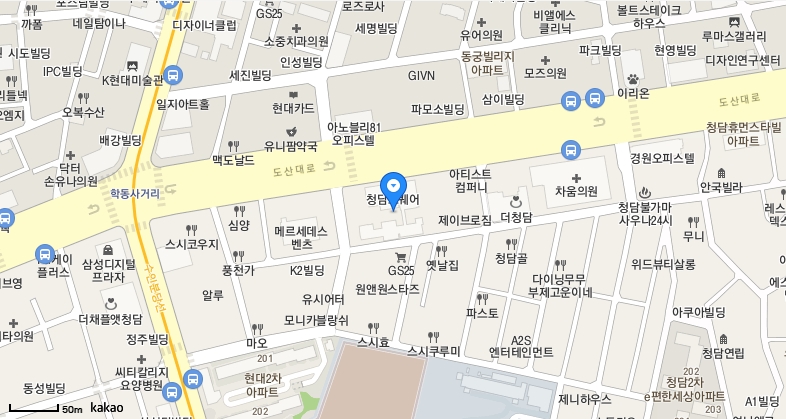 까폼
포스팀빌딩
네일탐이나
디자이너클럽
GS25
로즈로사
세명빌딩
소중치과의원
유어의원
비앨에스
클리닉
볼트스테이크
하우스
루마스갤러리
시도빌딩
IPC빌딩
K현대미술관
인성빌딩
세진빌딩
GIVN
동궁빌리지
아파트
모즈의원
파크빌딩
현영빌딩
디자인연구센터
오복수산
일지아트홀
현대카드
파모소빌딩
삼이빌딩
이리온
도산대로
배강빌딩
유니팜약국
아노블리81
오피스텔
청담휴먼스타빌
아파트
닥터
손유나의원
맥도날드
도산대로
아티스트
컴퍼니
경원오피스텔
학동사거리
차움의원
안국빌라
심양
제이브로짐
더청담
청담불가마
사우나24시
무니
스시코우지
메르세데스
벤츠
플러스
삼성디지털
프라자
풍천가
K2빌딩
GS25
옛날집
청담골
위드뷰티살롱
알루
유시어터
원앤원스타즈
다이닝무무
부제고운이네
더채플앳청담
수인분당선
모니카블랑쉬
파스토
아쿠아빌딩
정주빌딩
마오
스시효
스시쿠루미
A2S
엔터테인먼트
청담연립
씨티칼리지
요양병원
201
현대2차
아파트
202
202
청담2차
e편한세상아파트
203
동성빌딩
제니하우스
A1빌딩
50m kakao